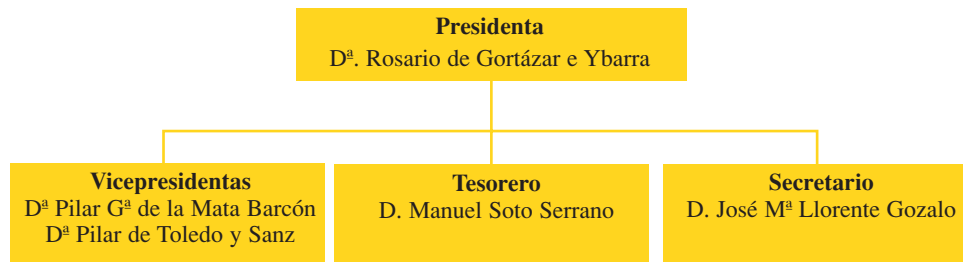 Presidenta
Dª. Rosario de Gortázar e Ybarra
Vicepresidentas
Dª Pilar Gª de la Mata Barcón
Dª Pilar de Toledo y Sanz
Tesorero
D. Manuel Soto Serrano
Secretario
D. José Mª Llorente Gozalo